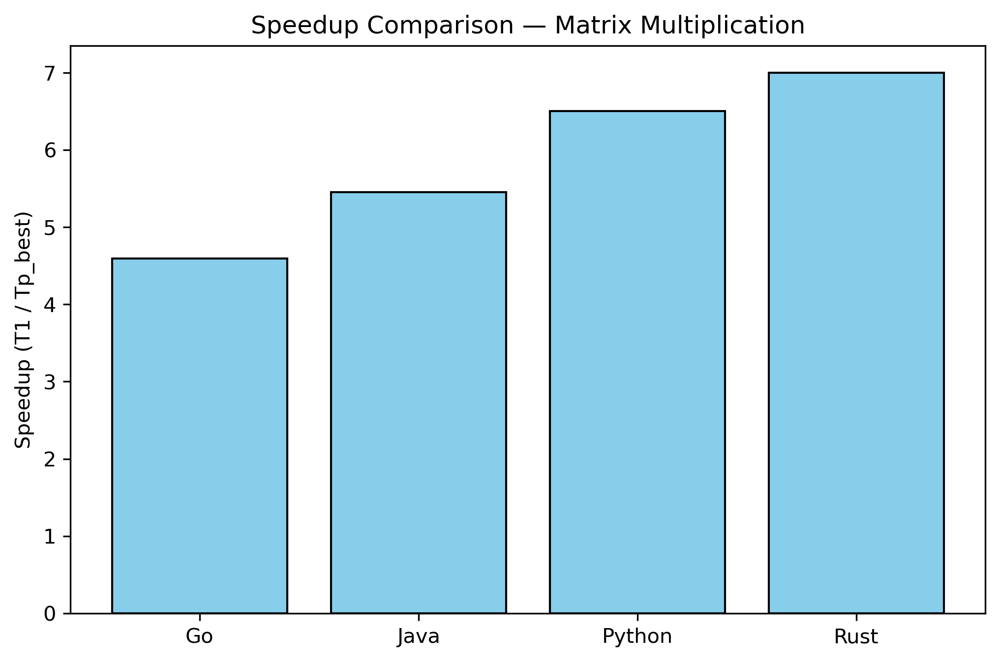 Speedup Comparison — Matrix Multiplication
Speedup (T1 / Tp_best)
7
6
5
4
3
2
1
0
Go
Java
Python
Rust